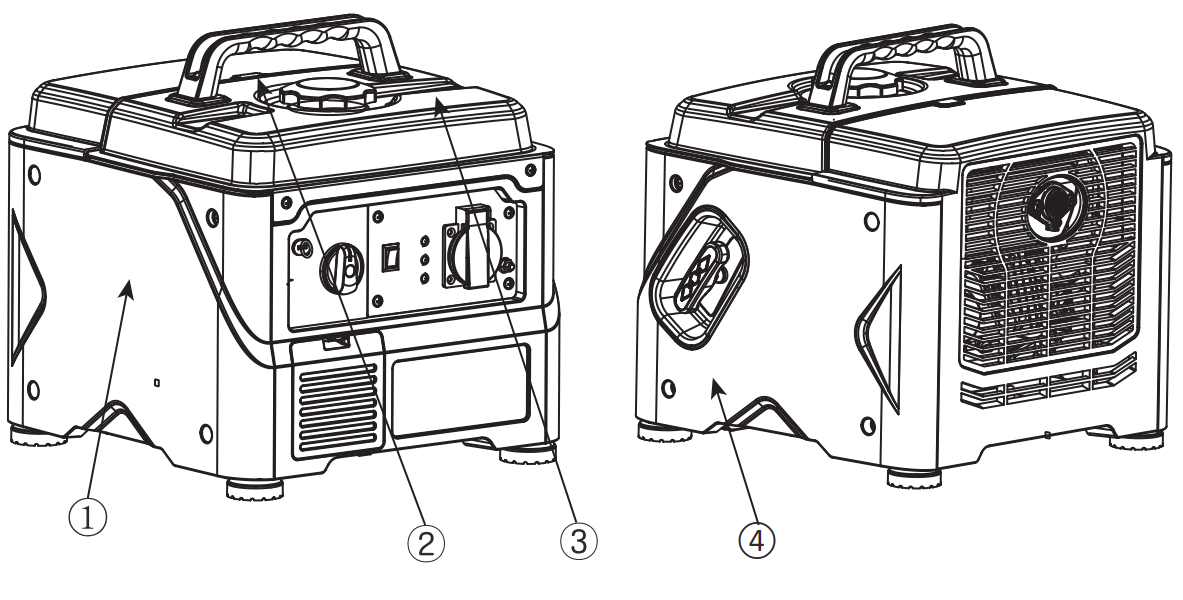 ①
②
③
④